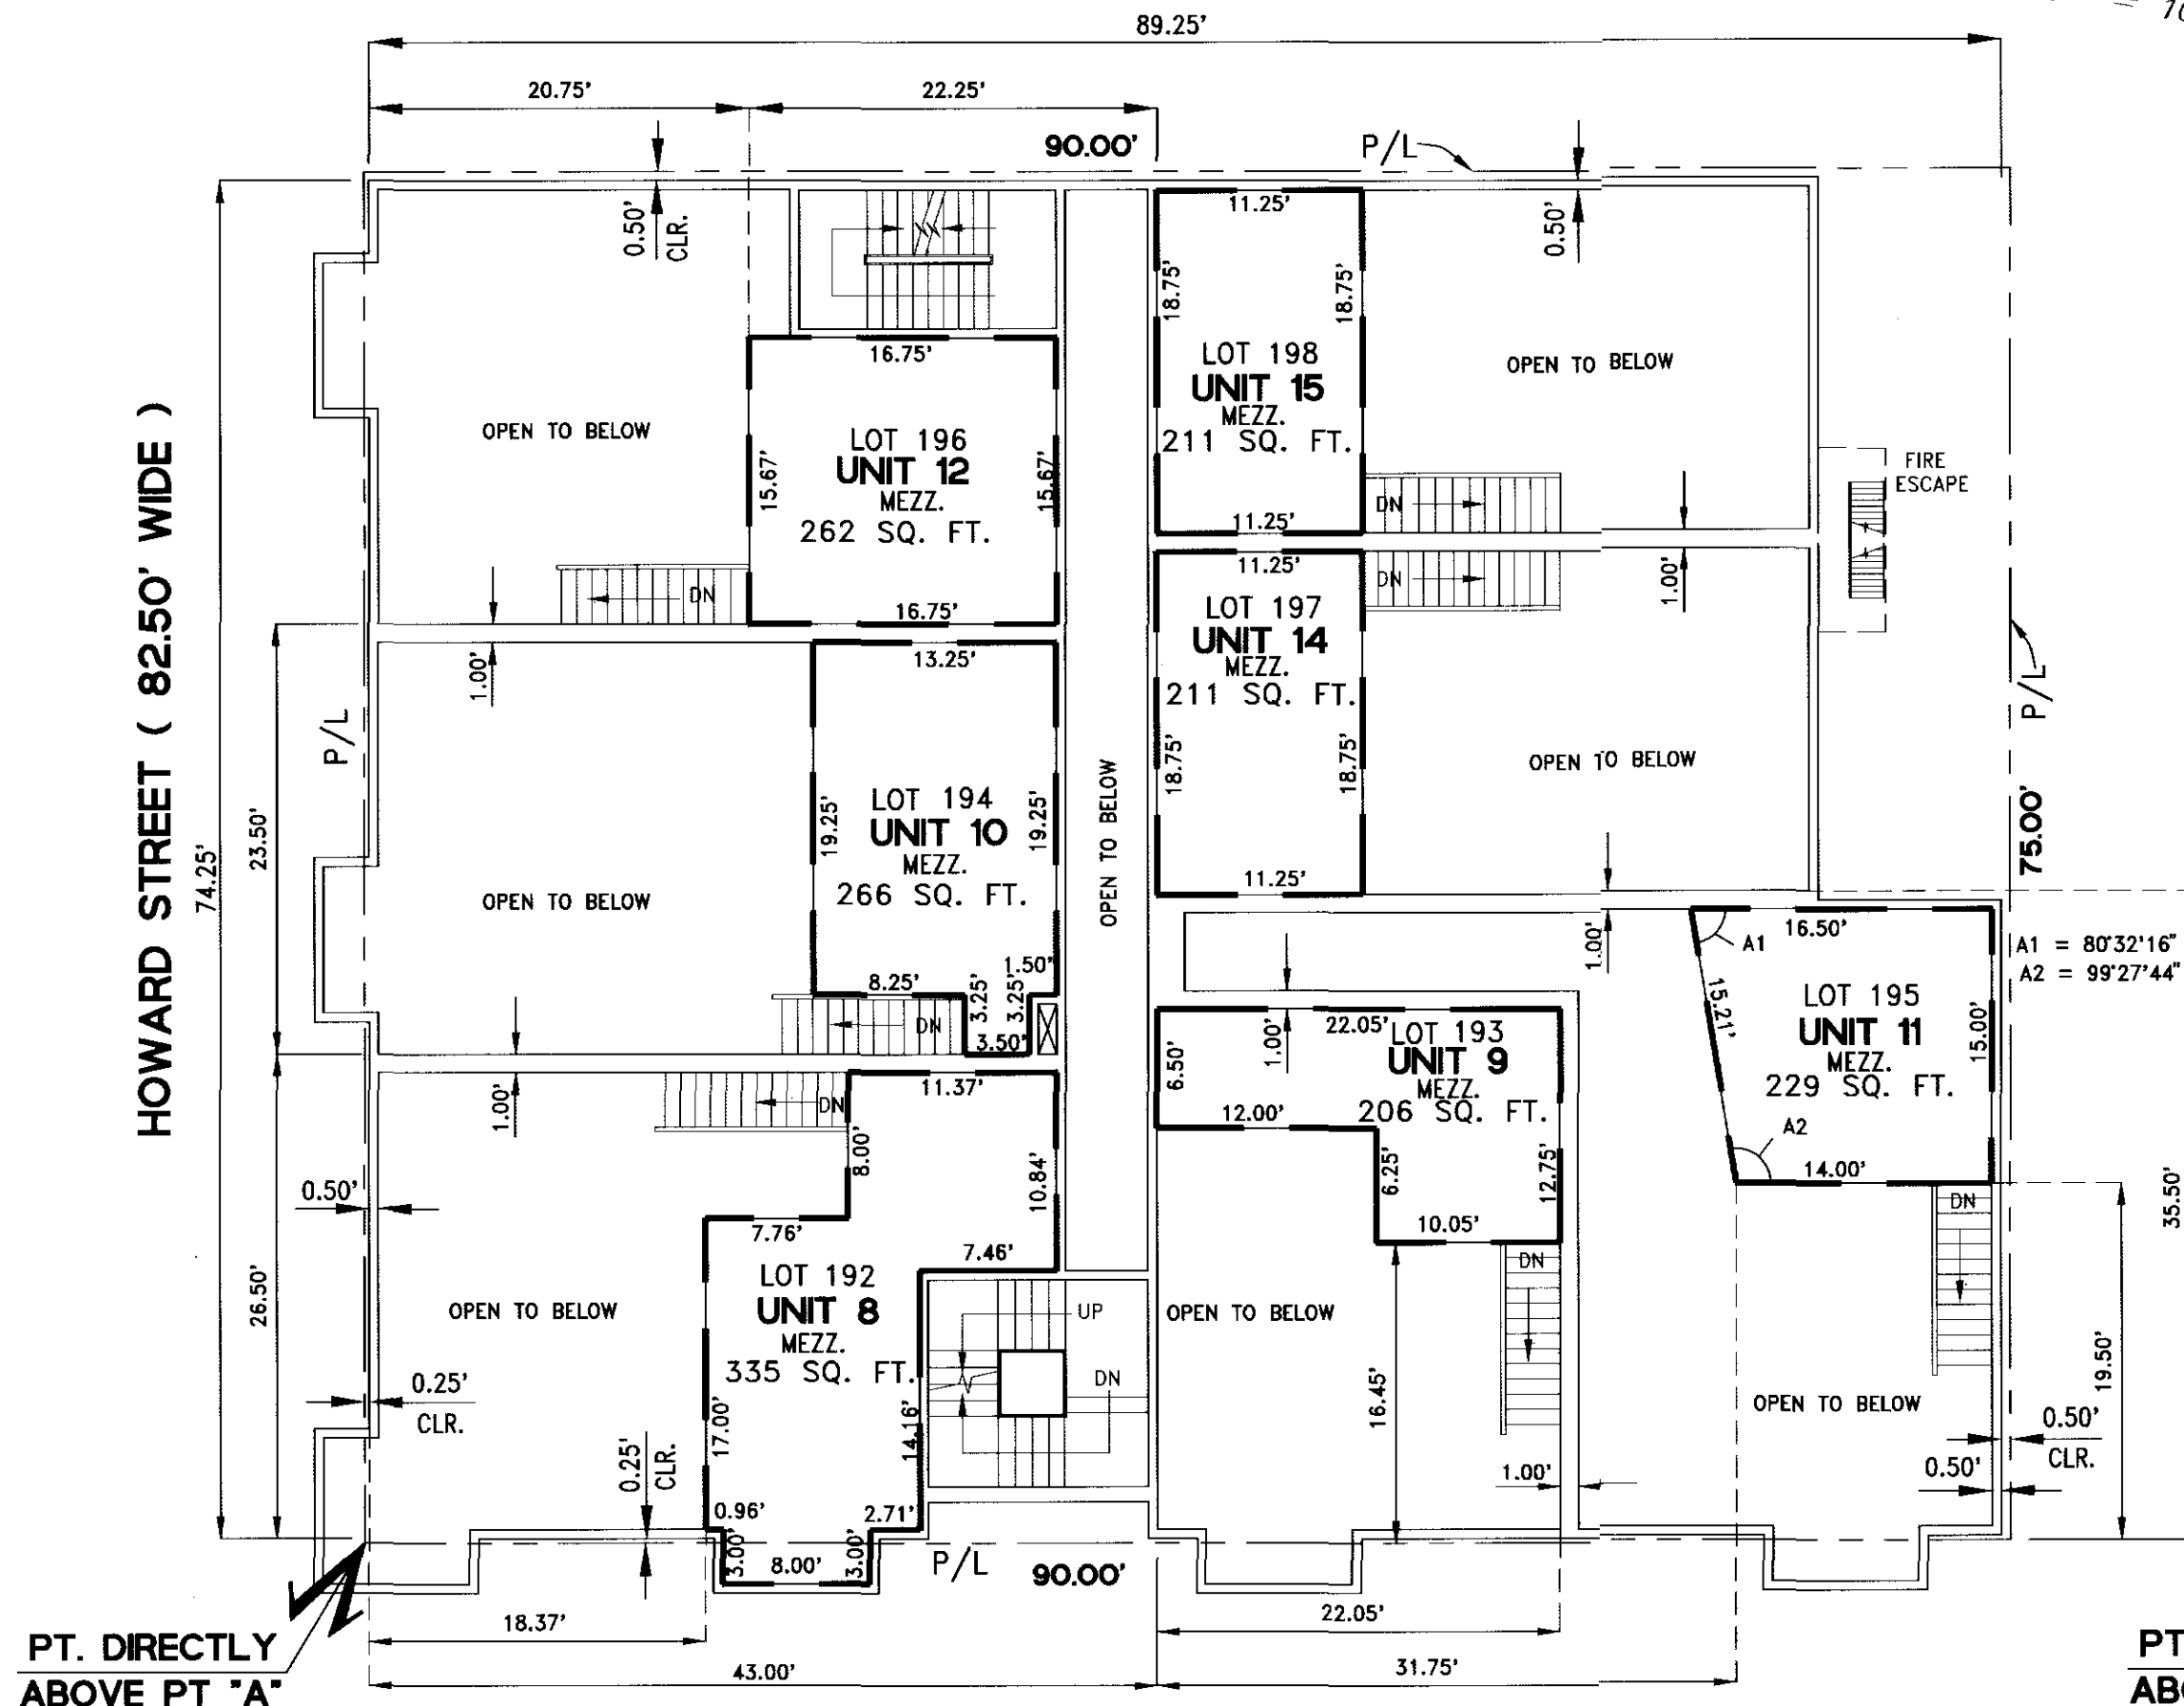 89.25'
20.75'
22.25'
90.00'
P/L
0.50'
CLR.
11.25'
0.50'
18.75'
18.75'
LOT 198
UNIT 15
MEZZ.
211 SQ. FT.
OPEN TO BELOW
16.75'
OPEN TO BELOW
LOT 196
UNIT 12
MEZZ.
262 SQ. FT.
15.67'
15.67'
FIRE
ESCAPE
DN
11.25'
HOWARD STREET ( 82.50' WIDE )
DN
16.75'
11.25'
DN
1.00'
LOT 197
UNIT 14
MEZZ.
211 SQ. FT.
1.00'
13.25'
P/L
P/L
18.75'
18.75'
OPEN TO BELOW
LOT 194
UNIT 10
MEZZ.
266 SQ. FT.
19.25'
19.25'
OPEN TO BELOW
75.00'
23.50'
74.25'
11.25'
OPEN TO BELOW
16.50'
A1
1.00'
A1 = 80°32'16"
A2 = 99°27'44"
8.25'
1.50'
3.25'
3.25'
DN
3.50'
15.21'
LOT 195
UNIT 11
MEZZ.
229 SQ. FT.
15.00'
22.05'
1.00'
LOT 193
UNIT 9
MEZZ.
206 SQ. FT.
6.50'
12.00'
11.37'
1.00'
DN
8.00'
A2
14.00'
6.25'
12.75'
10.84'
0.50'
35.50'
DN
7.76'
7.46'
10.05'
DN
LOT 192
UNIT 8
MEZZ.
335 SQ. FT.
OPEN TO BELOW
26.50'
UP
OPEN TO BELOW
DN
0.25'
CLR.
17.00'
14.16'
16.45'
19.50'
OPEN TO BELOW
0.50'
CLR.
0.50'
1.00'
0.25'
CLR.
0.96'
2.71'
3.00'
3.00'
8.00'
P/L
90.00'
18.37'
22.05'
PT. DIRECTLY
ABOVE PT "A"
43.00'
31.75'
PT